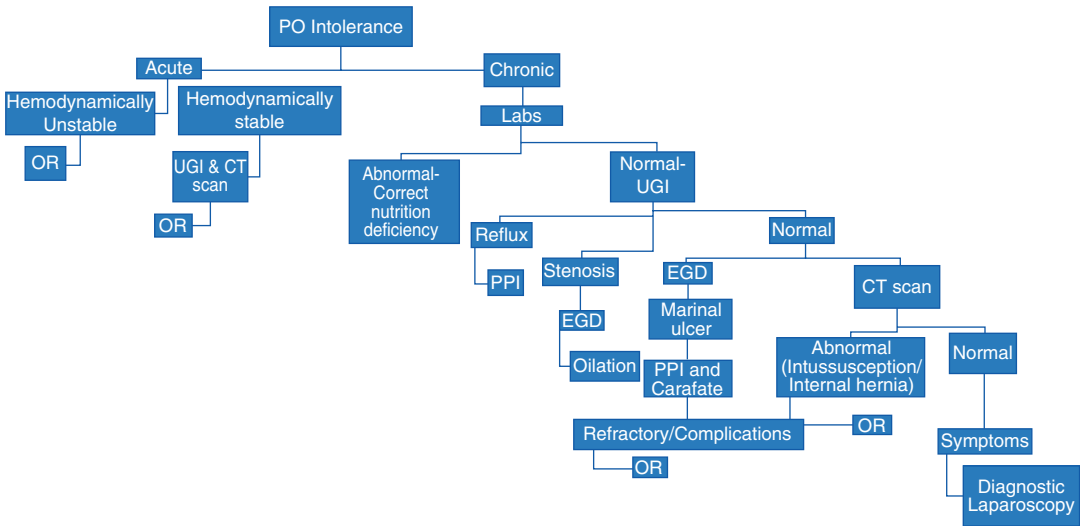 PO Intolerance
Acute
Chronic
Hemodynamically
Unstable
Hemodynamically
stable
Labs
OR
UGI & CT
scan
OR
Abnormal-
Correct
nutrition
deficiency
Normal-
UGI
Reflux
PPI
Stenosis
EGD
Oilation
Normal
EGD
Marinal
ulcer
PPI and
Carafate
CT scan
Abnormal
(Intussusception/
Internal hernia)
Normal
Refractory/Complications
OR
OR
Symptoms
Diagnostic
Laparoscopy